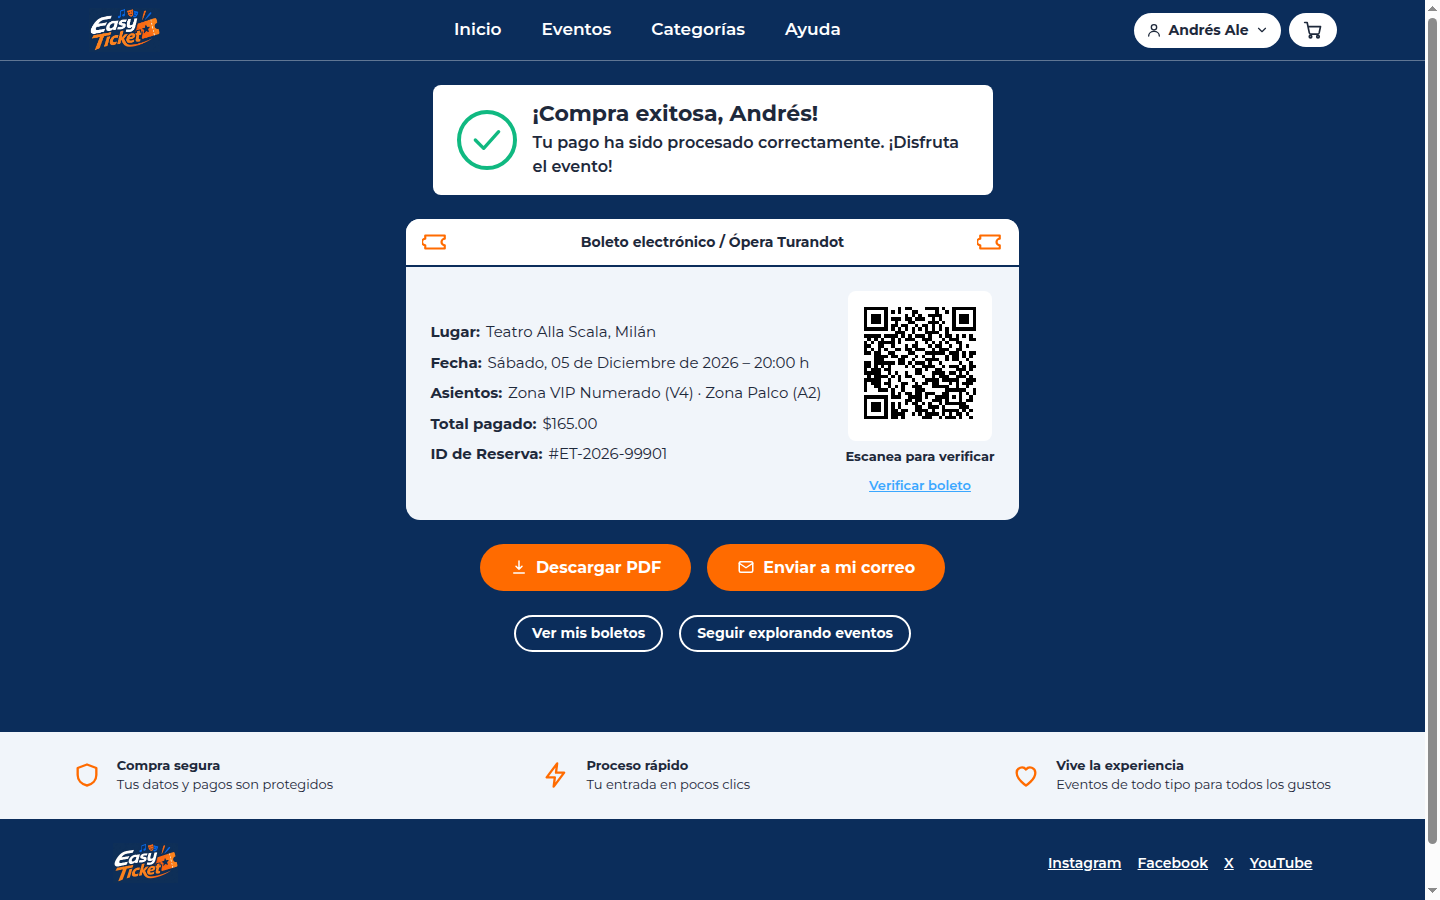 Easy Ticket
Inicio Eventos Categorías Ayuda
Andrés Ale
¡Compra exitosa, Andrés!
Tu pago ha sido procesado correctamente. ¡Disfruta
el evento!
Boleto electrónico / Ópera Turandot
Lugar: Teatro Alla Scala, Milán
Fecha: Sábado, 05 de Diciembre de 2026 – 20:00 h
Asientos: Zona VIP Numerado (V4) · Zona Palco (A2)
Total pagado: $165.00
ID de Reserva: #ET-2026-99901
Escanea para verificar
Verificar boleto
Descargar PDF
Enviar a mi correo
Ver mis boletos
Seguir explorando eventos
Compra segura
Tus datos y pagos son protegidos
Proceso rápido
Tu entrada en pocos clics
Vive la experiencia
Eventos de todo tipo para todos los gustos
Easy Ticket
Instagram Facebook X YouTube